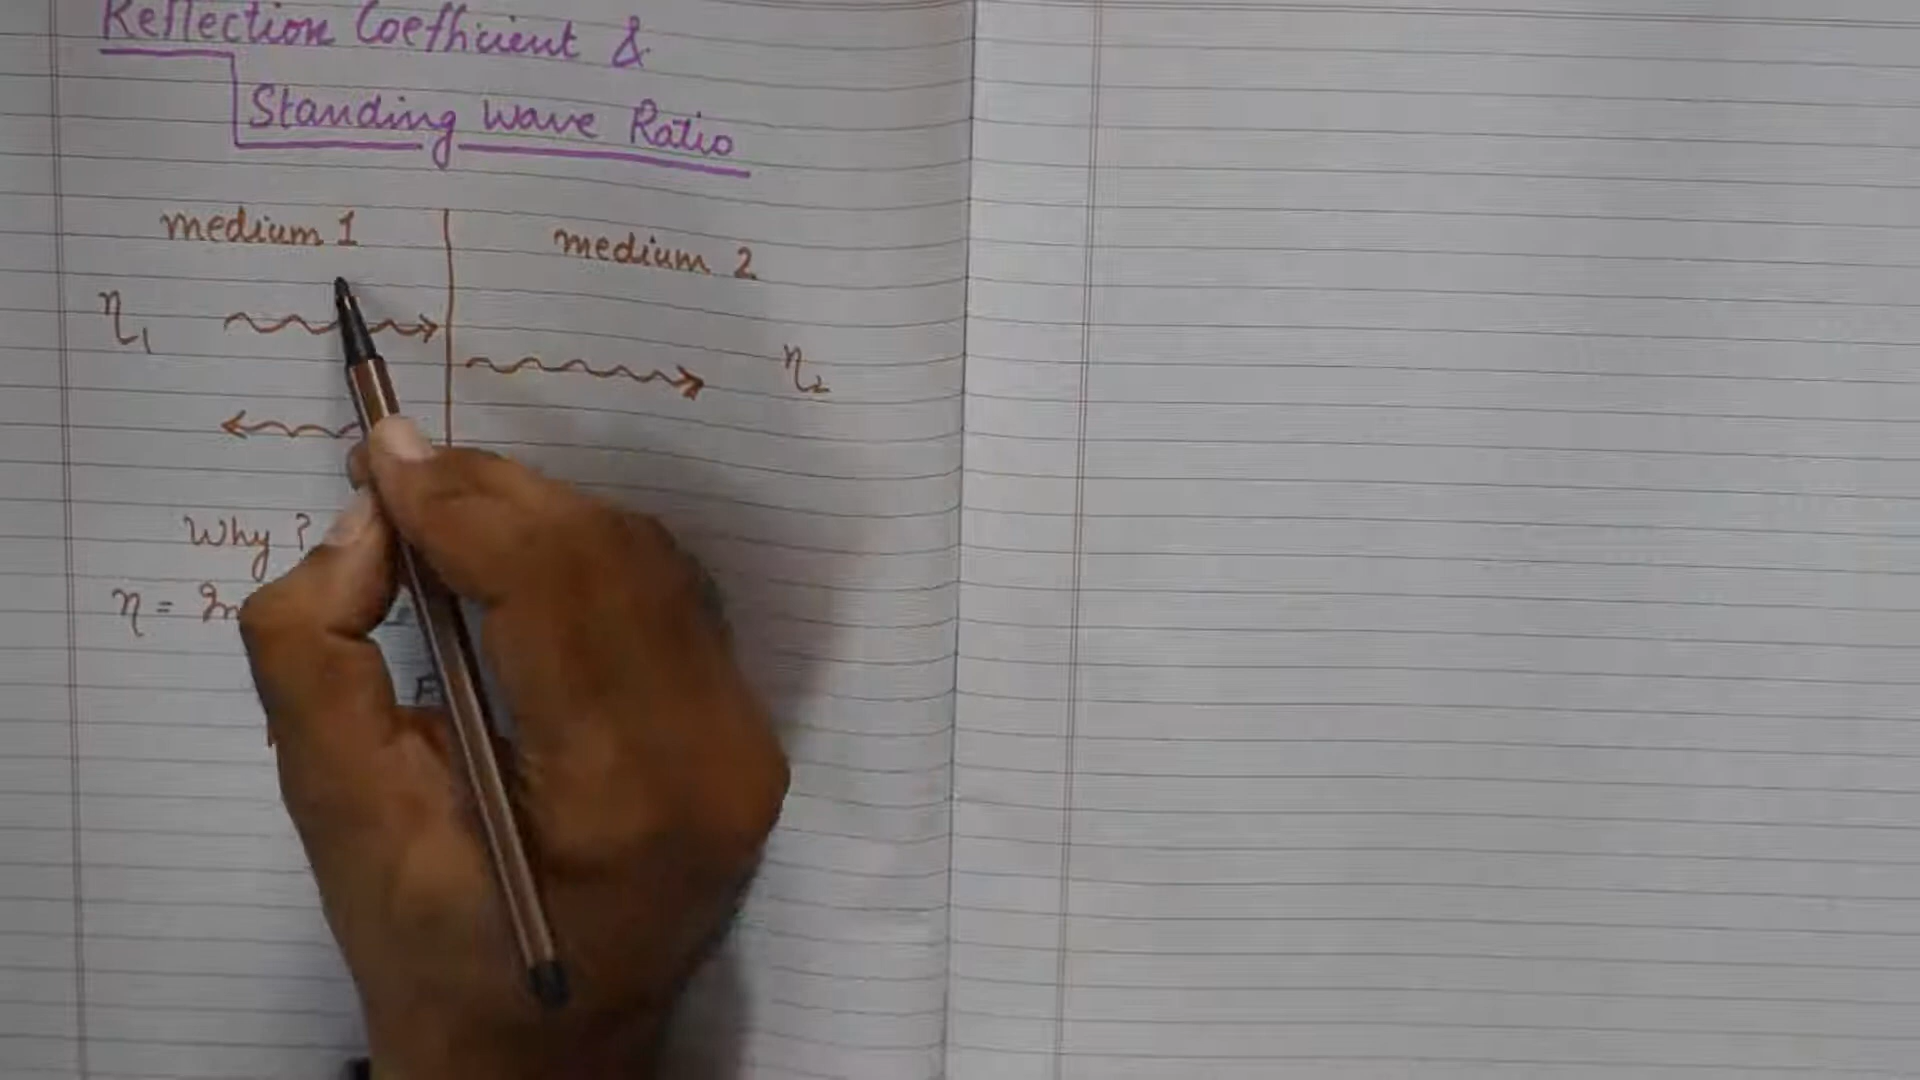 Reflection Coefficient &
Standing Wave Ratio
medium 1
medium 2
η1
η2
Why ?
η =